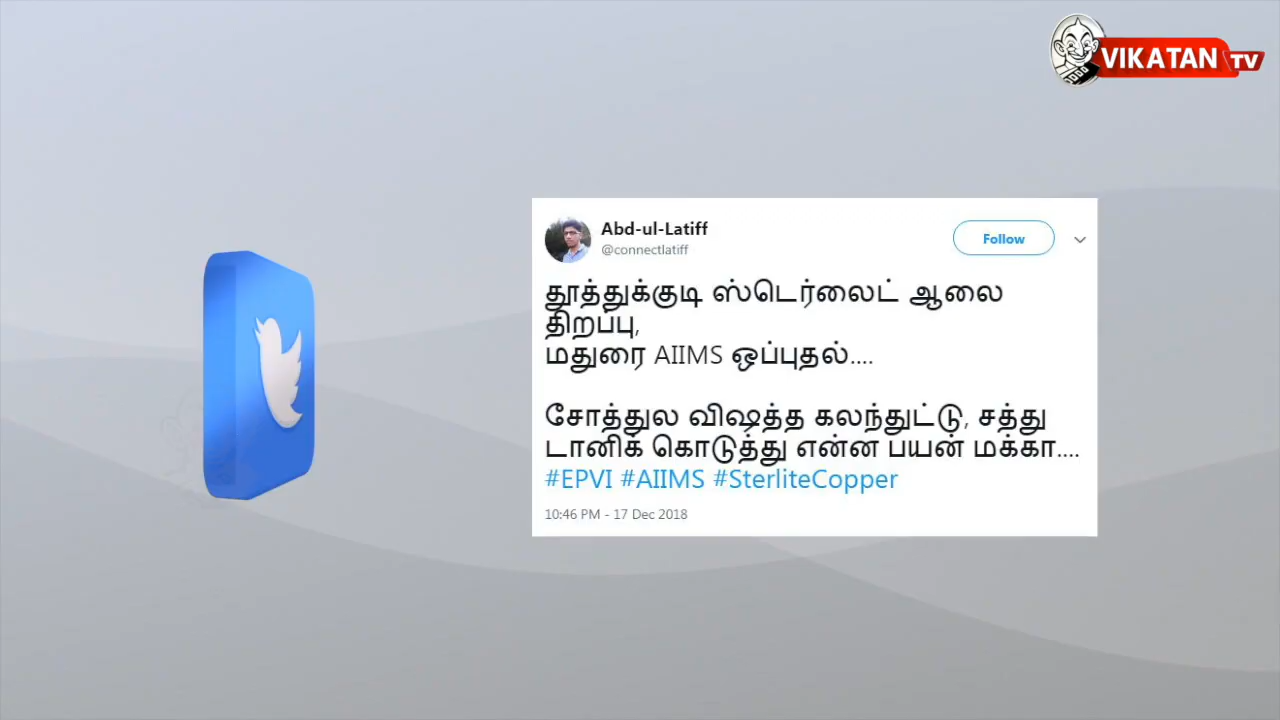 VIKATAN TV
Abd-ul-Latiff
@connectlatiff
Follow
தூத்துக்குடி ஸ்டெர்லைட் ஆலை
திறப்பு,
மதுரை AIIMS ஒப்புதல்....
சோத்துல விஷத்த கலந்துட்டு, சத்து
டானிக் கொடுத்து என்ன பயன் மக்கா....
#EPVI #AIIMS #SterliteCopper
10:46 PM - 17 Dec 2018